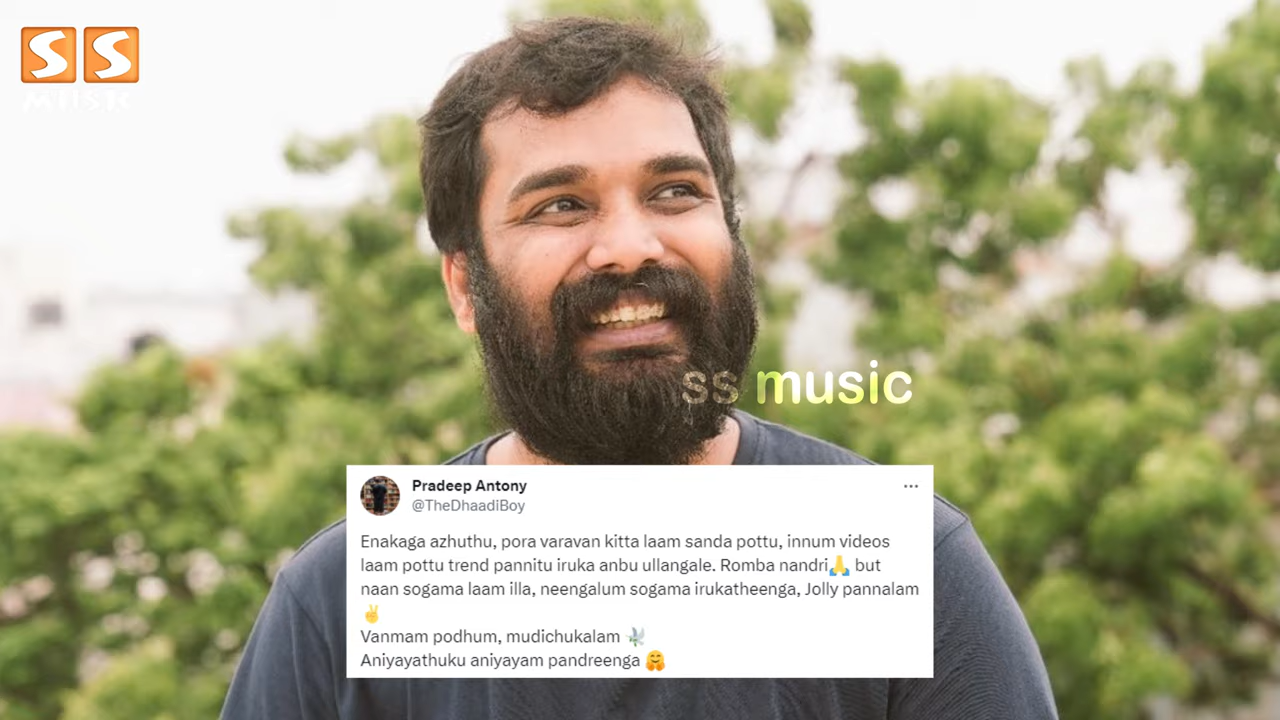 SS
MUSIC
ss music
Pradeep Antony
@TheDhaadiBoy
Enakaga azhuthu, pora varavan kitta laam sanda pottu, innum videos
laam pottu trend pannitu iruka anbu ullangale. Romba nandri🙏 but
naan sogama laam illa, neengalum sogama irukatheenga, Jolly pannalam
✌
Vanmam podhum, mudichukalam 🕊
Aniyayathuku aniyayam pandreenga 🤗